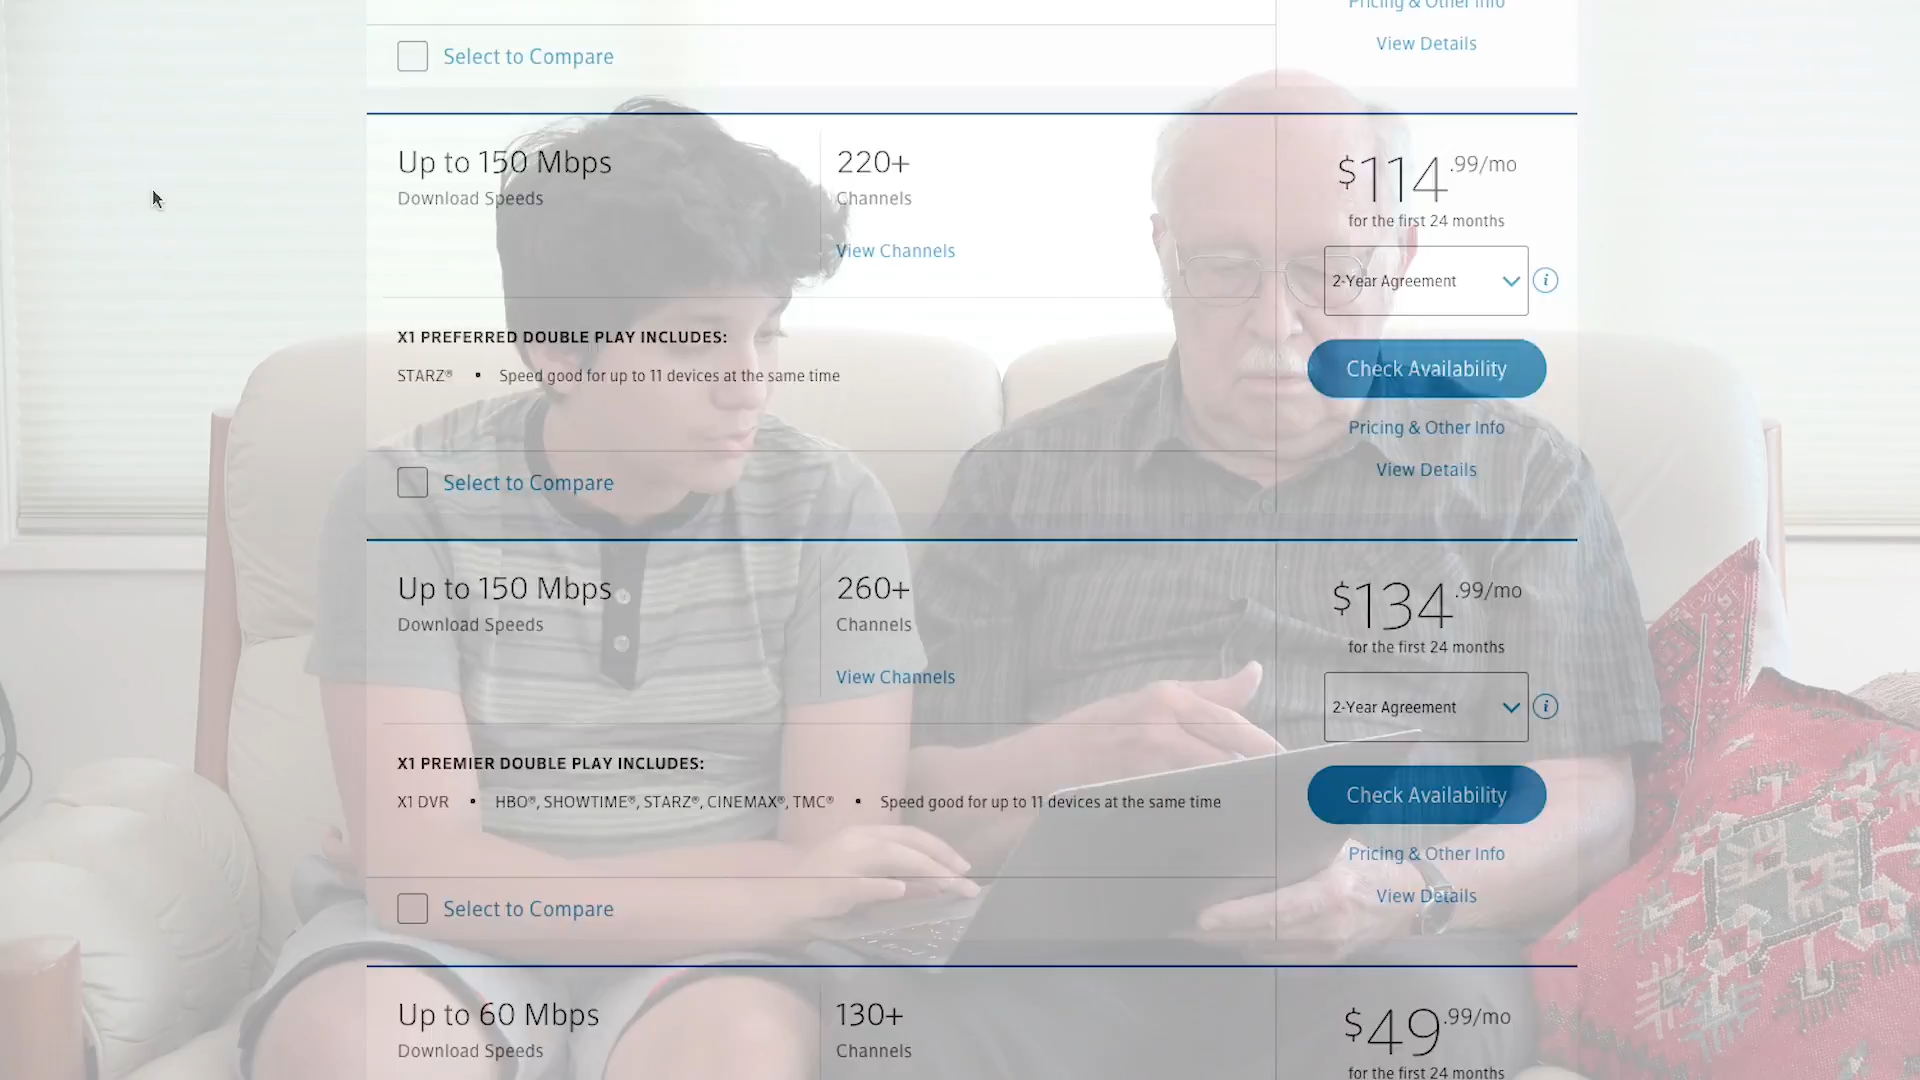 Pricing & Other Info
View Details
Select to Compare
Up to 150 Mbps
Download Speeds
220+
Channels
View Channels
$114.99/mo
for the first 24 months
2-Year Agreement
i
X1 PREFERRED DOUBLE PLAY INCLUDES:
STARZ® • Speed good for up to 11 devices at the same time
Check Availability
Pricing & Other Info
View Details
Select to Compare
Up to 150 Mbps
Download Speeds
260+
Channels
View Channels
$134.99/mo
for the first 24 months
2-Year Agreement
i
X1 PREMIER DOUBLE PLAY INCLUDES:
X1 DVR • HBO®, SHOWTIME®, STARZ®, CINEMAX®, TMC® • Speed good for up to 11 devices at the same time
Check Availability
Pricing & Other Info
View Details
Select to Compare
Up to 60 Mbps
Download Speeds
130+
Channels
$49.99/mo
for the first 24 months